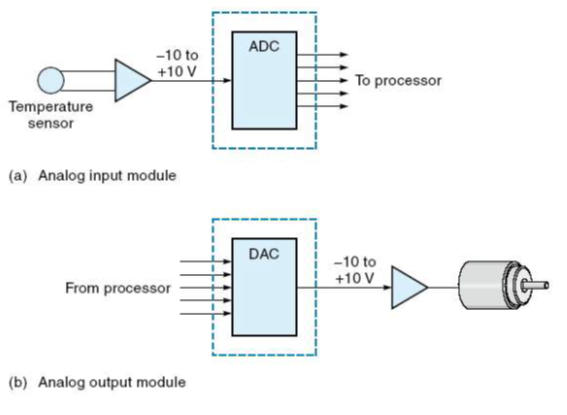 ADC
–10 to
+10 V
To processor
Temperature
sensor
(a) Analog input module
DAC
–10 to
+10 V
From processor
(b) Analog output module